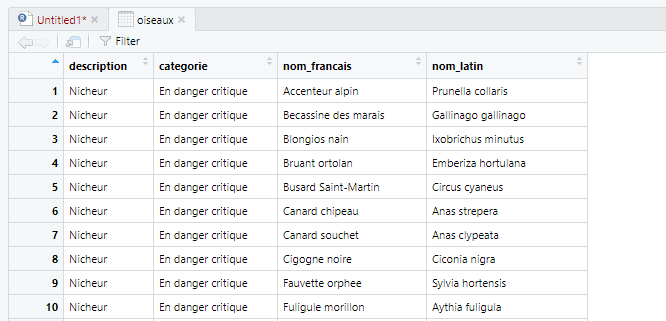 Untitled1* oiseaux
Filter
description categorie nom_francais nom_latin
1 Nicheur En danger critique Accenteur alpin Prunella collaris
2 Nicheur En danger critique Becassine des marais Gallinago gallinago
3 Nicheur En danger critique Blongios nain Ixobrichus minutus
4 Nicheur En danger critique Bruant ortolan Emberiza hortulana
5 Nicheur En danger critique Busard Saint-Martin Circus cyaneus
6 Nicheur En danger critique Canard chipeau Anas strepera
7 Nicheur En danger critique Canard souchet Anas clypeata
8 Nicheur En danger critique Cigogne noire Ciconia nigra
9 Nicheur En danger critique Fauvette orphee Sylvia hortensis
10 Nicheur En danger critique Fuligule morillon Aythia fuligula